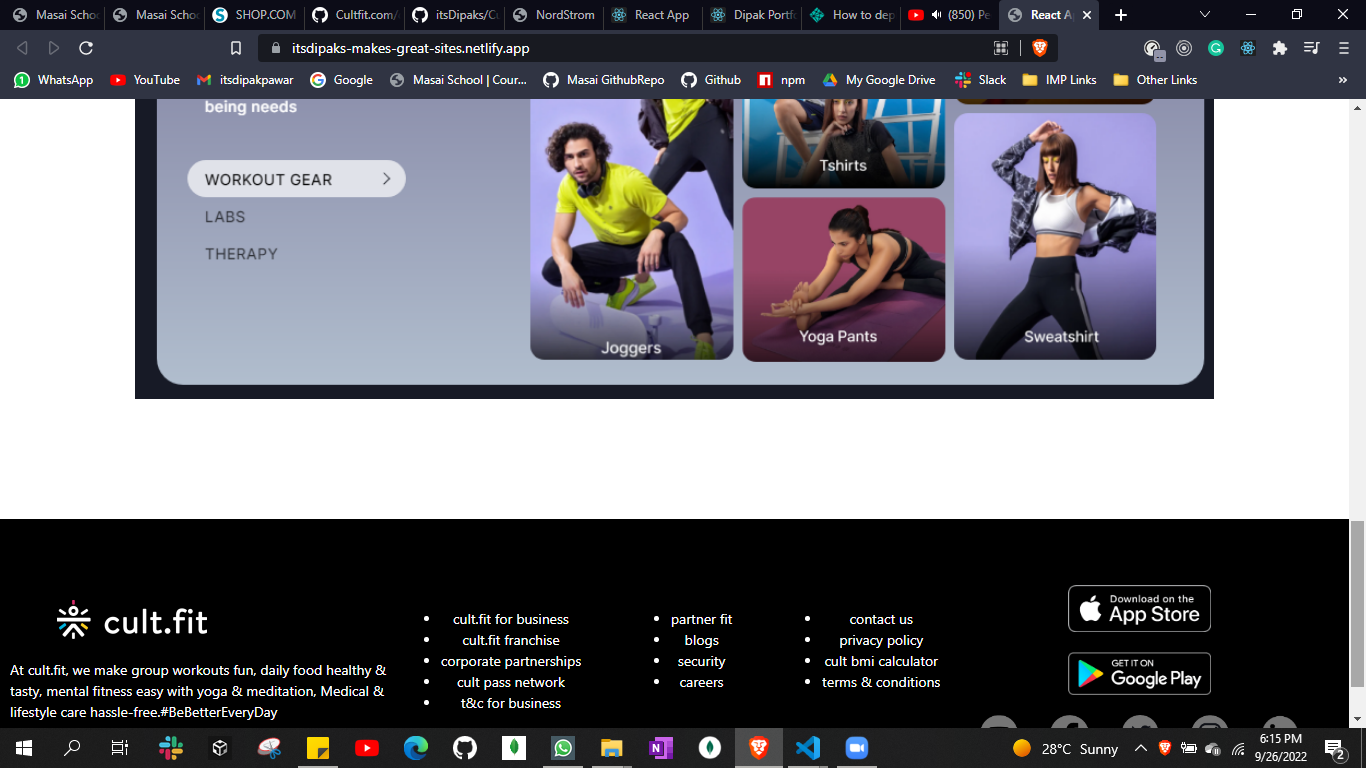 Masai Schoo
Masai Schoo
SHOP.COM
Cultfit.com/
itsDipaks/Cu
NordStrom
React App
Dipak Portfo
How to dep
(850) Pe
React A
itsdipaks-makes-great-sites.netlify.app
WhatsApp
YouTube
itsdipakpawar
Google
Masai School | Cour...
Masai GithubRepo
Github
npm
My Google Drive
Slack
IMP Links
Other Links
»
being needs
WORKOUT GEAR
LABS
THERAPY
Joggers
Tshirts
Yoga Pants
Sweatshirt
cult.fit
At cult.fit, we make group workouts fun, daily food healthy &
tasty, mental fitness easy with yoga & meditation, Medical &
lifestyle care hassle-free.#BeBetterEveryDay
cult.fit for business
cult.fit franchise
corporate partnerships
cult pass network
t&c for business
partner fit
blogs
security
careers
contact us
privacy policy
cult bmi calculator
terms & conditions
Download on the
App Store
GET IT ON
Google Play
28°C Sunny
6:15 PM
9/26/2022
2